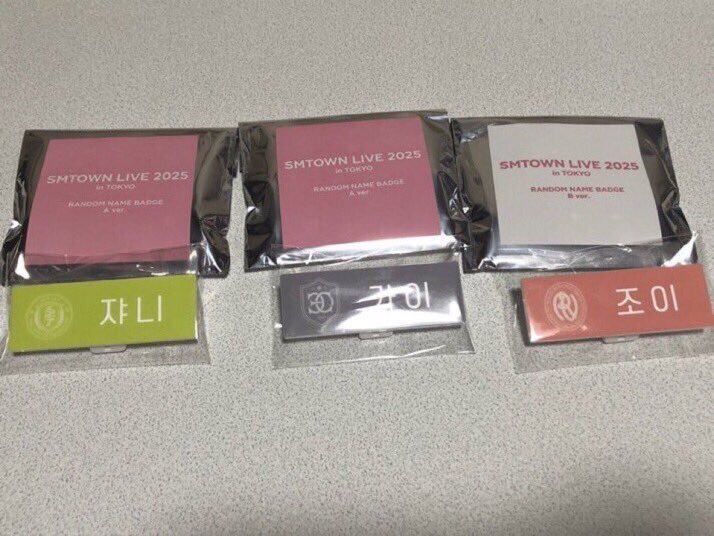 SMTOWN LIVE 2025
in TOKYO
RANDOM NAME BADGE
A ver.
SMTOWN LIVE 2025
in TOKYO
RANDOM NAME BADGE
A ver.
SMTOWN LIVE 2025
in TOKYO
RANDOM NAME BADGE
B ver.
쟈니
조이